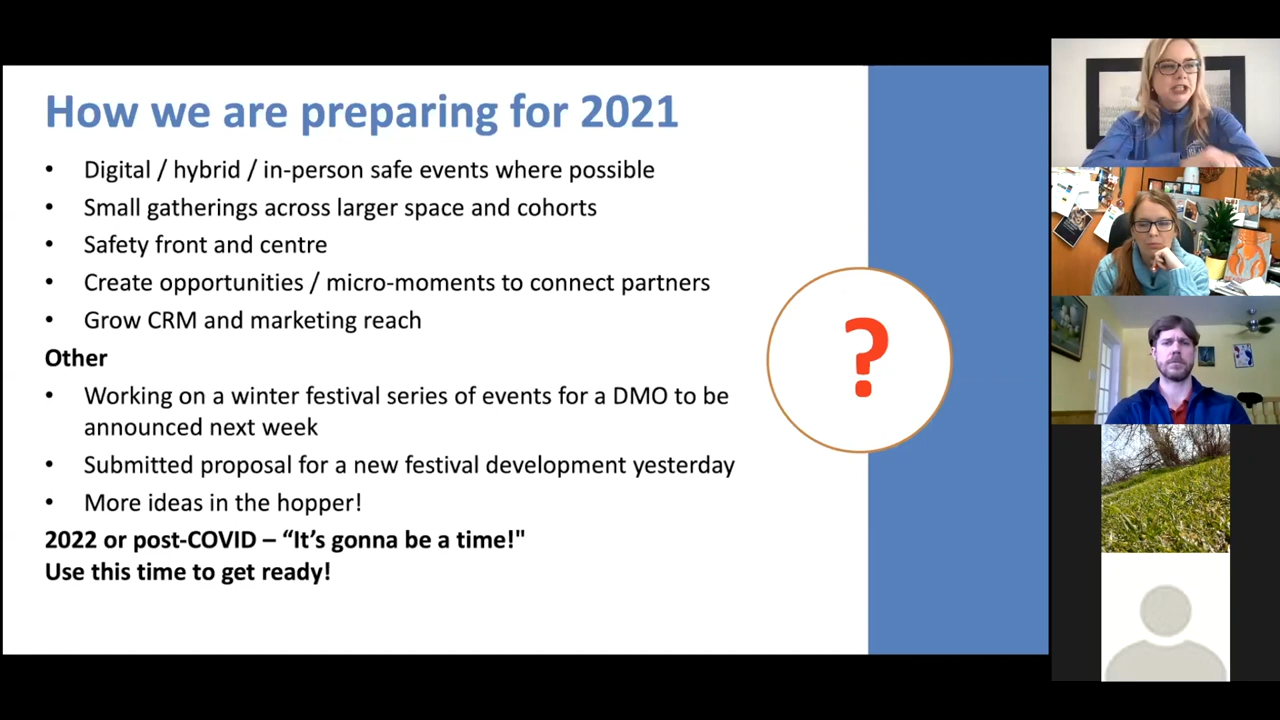 How we are preparing for 2021
• Digital / hybrid / in-person safe events where possible
• Small gatherings across larger space and cohorts
• Safety front and centre
• Create opportunities / micro-moments to connect partners
• Grow CRM and marketing reach
Other
• Working on a winter festival series of events for a DMO to be
announced next week
• Submitted proposal for a new festival development yesterday
• More ideas in the hopper!
2022 or post-COVID – “It’s gonna be a time!"
Use this time to get ready!
?